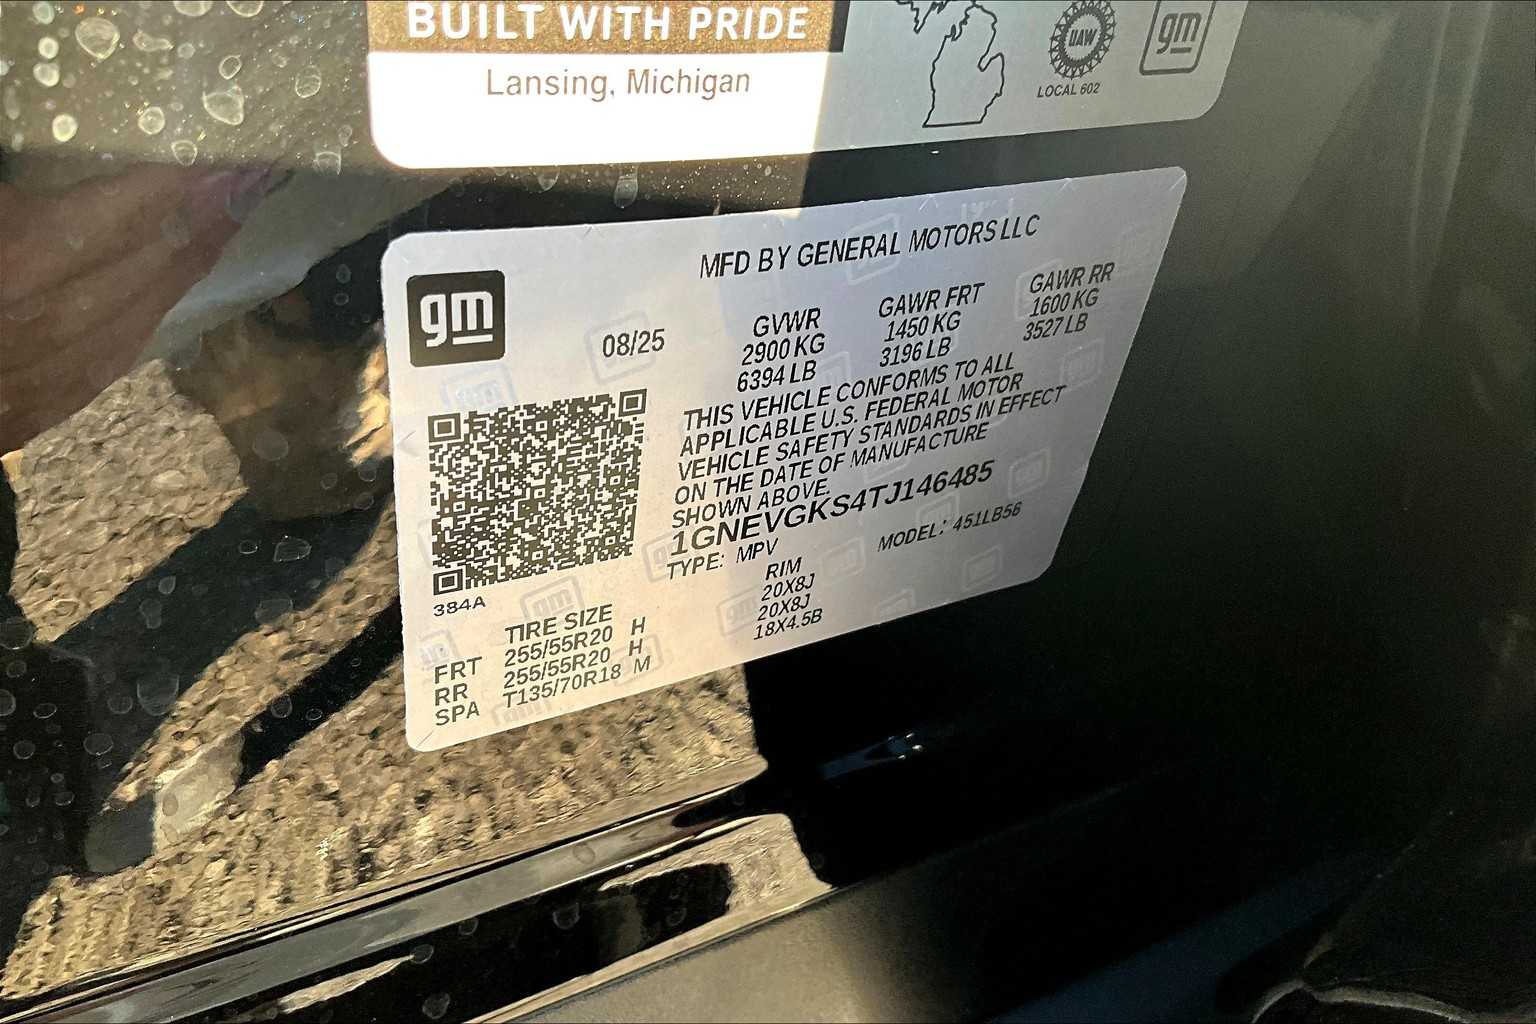 BUILT WITH PRIDE
Lansing, Michigan
UAW
LOCAL 602
gm
MFD BY GENERAL MOTORS LLC
gm
08/25
GVWR
2900 KG
6394 LB
GAWR FRT
1450 KG
3196 LB
GAWR RR
1600 KG
3527 LB
THIS VEHICLE CONFORMS TO ALL
APPLICABLE U.S. FEDERAL MOTOR
VEHICLE SAFETY STANDARDS IN EFFECT
ON THE DATE OF MANUFACTURE
SHOWN ABOVE.
1GNEVGKS4TJ146485
TYPE: MPV MODEL: 451LB56
384A
TIRE SIZE RIM
FRT 255/55R20 H 20X8J
RR 255/55R20 H 20X8J
SPA T135/70R18 M 18X4.5B